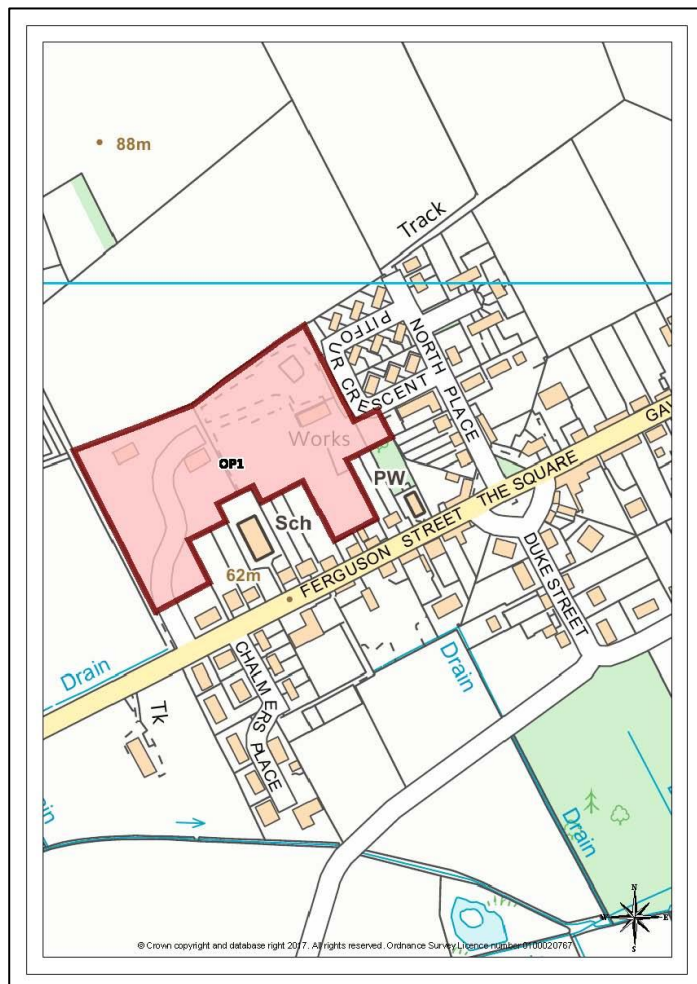 88m
Track
PITFOUR CRESCENT
NORTH PLACE
Works
OP1
GA
THE SQUARE
PW
Sch
FERGUSON STREET
62m
DUKE STREET
Drain
CHALMERS PLACE
Drain
Tk
Drain
N
W
E
S
© Crown copyright and database right 2017. All rights reserved. Ordnance Survey Licence number 0100020767